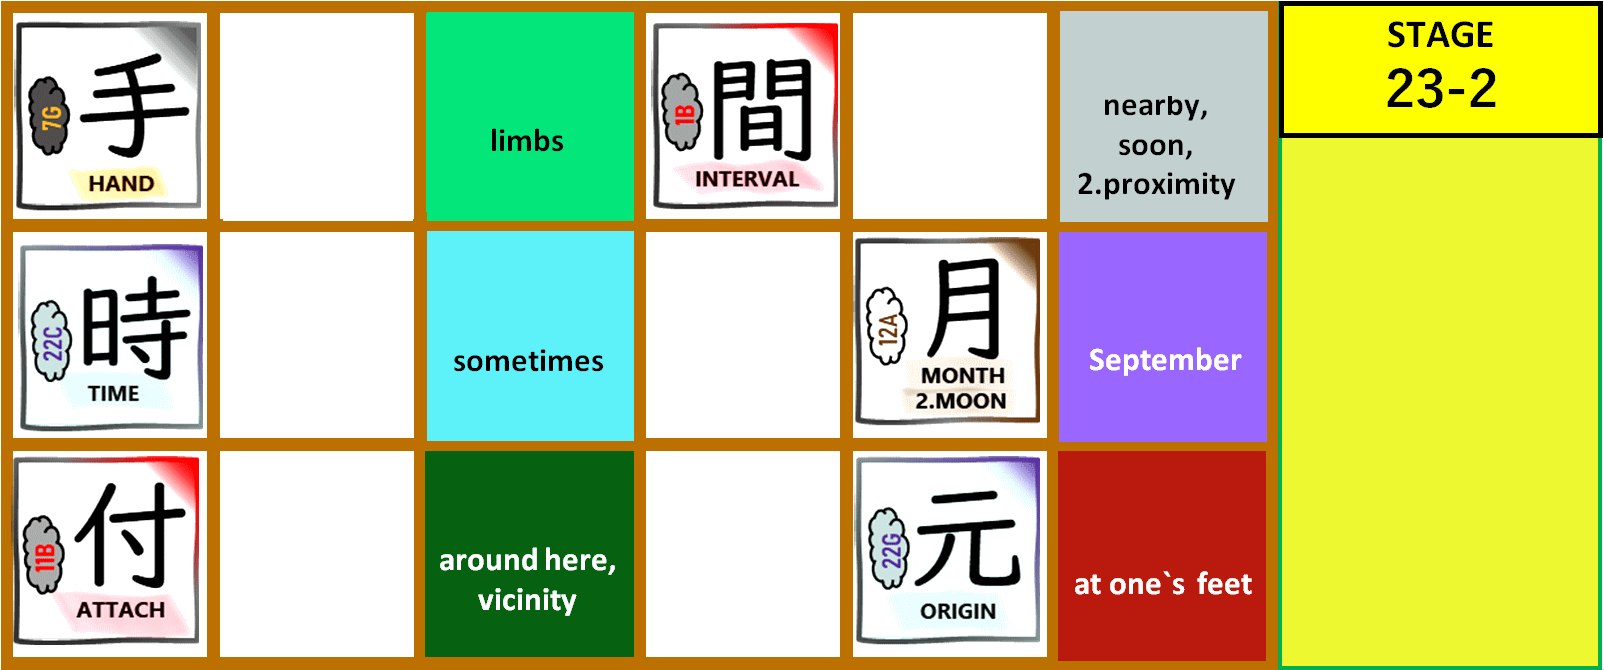 7G
手
HAND
limbs
1B
間
INTERVAL
nearby,
soon,
2.proximity
STAGE
23-2
22C
時
TIME
sometimes
12A
月
MONTH
2.MOON
September
11B
付
ATTACH
around here,
vicinity
22G
元
ORIGIN
at one`s feet